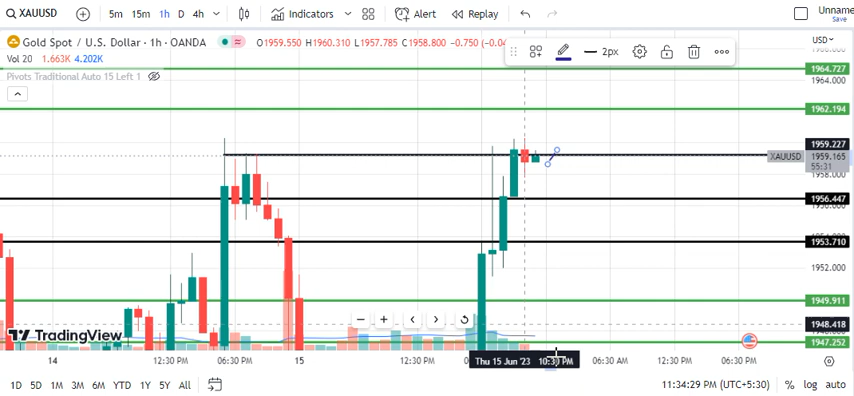 XAUUSD 5m 15m 1h D 4h Indicators Alert Replay Unname
Save
Gold Spot / U.S. Dollar · 1h · OANDA O1959.550 H1960.310 L1957.785 C1958.800 -0.750 (-0.04 USD
Vol 20 1.663K 4.202K 2px
Pivots Traditional Auto 15 Left 1
1964.727
1964.000
1962.194
1959.227
XAUUSD 1959.165
55:31
1958.000
1956.447
1953.710
1952.000
1949.911
TradingView
1948.418
1947.252
14 12:30 PM 06:30 PM 15 12:30 PM Thu 15 Jun '23 10:30 PM 06:30 AM 06:30 PM
1D 5D 1M 3M 6M YTD 1Y 5Y All 11:34:29 PM (UTC+5:30) % log auto